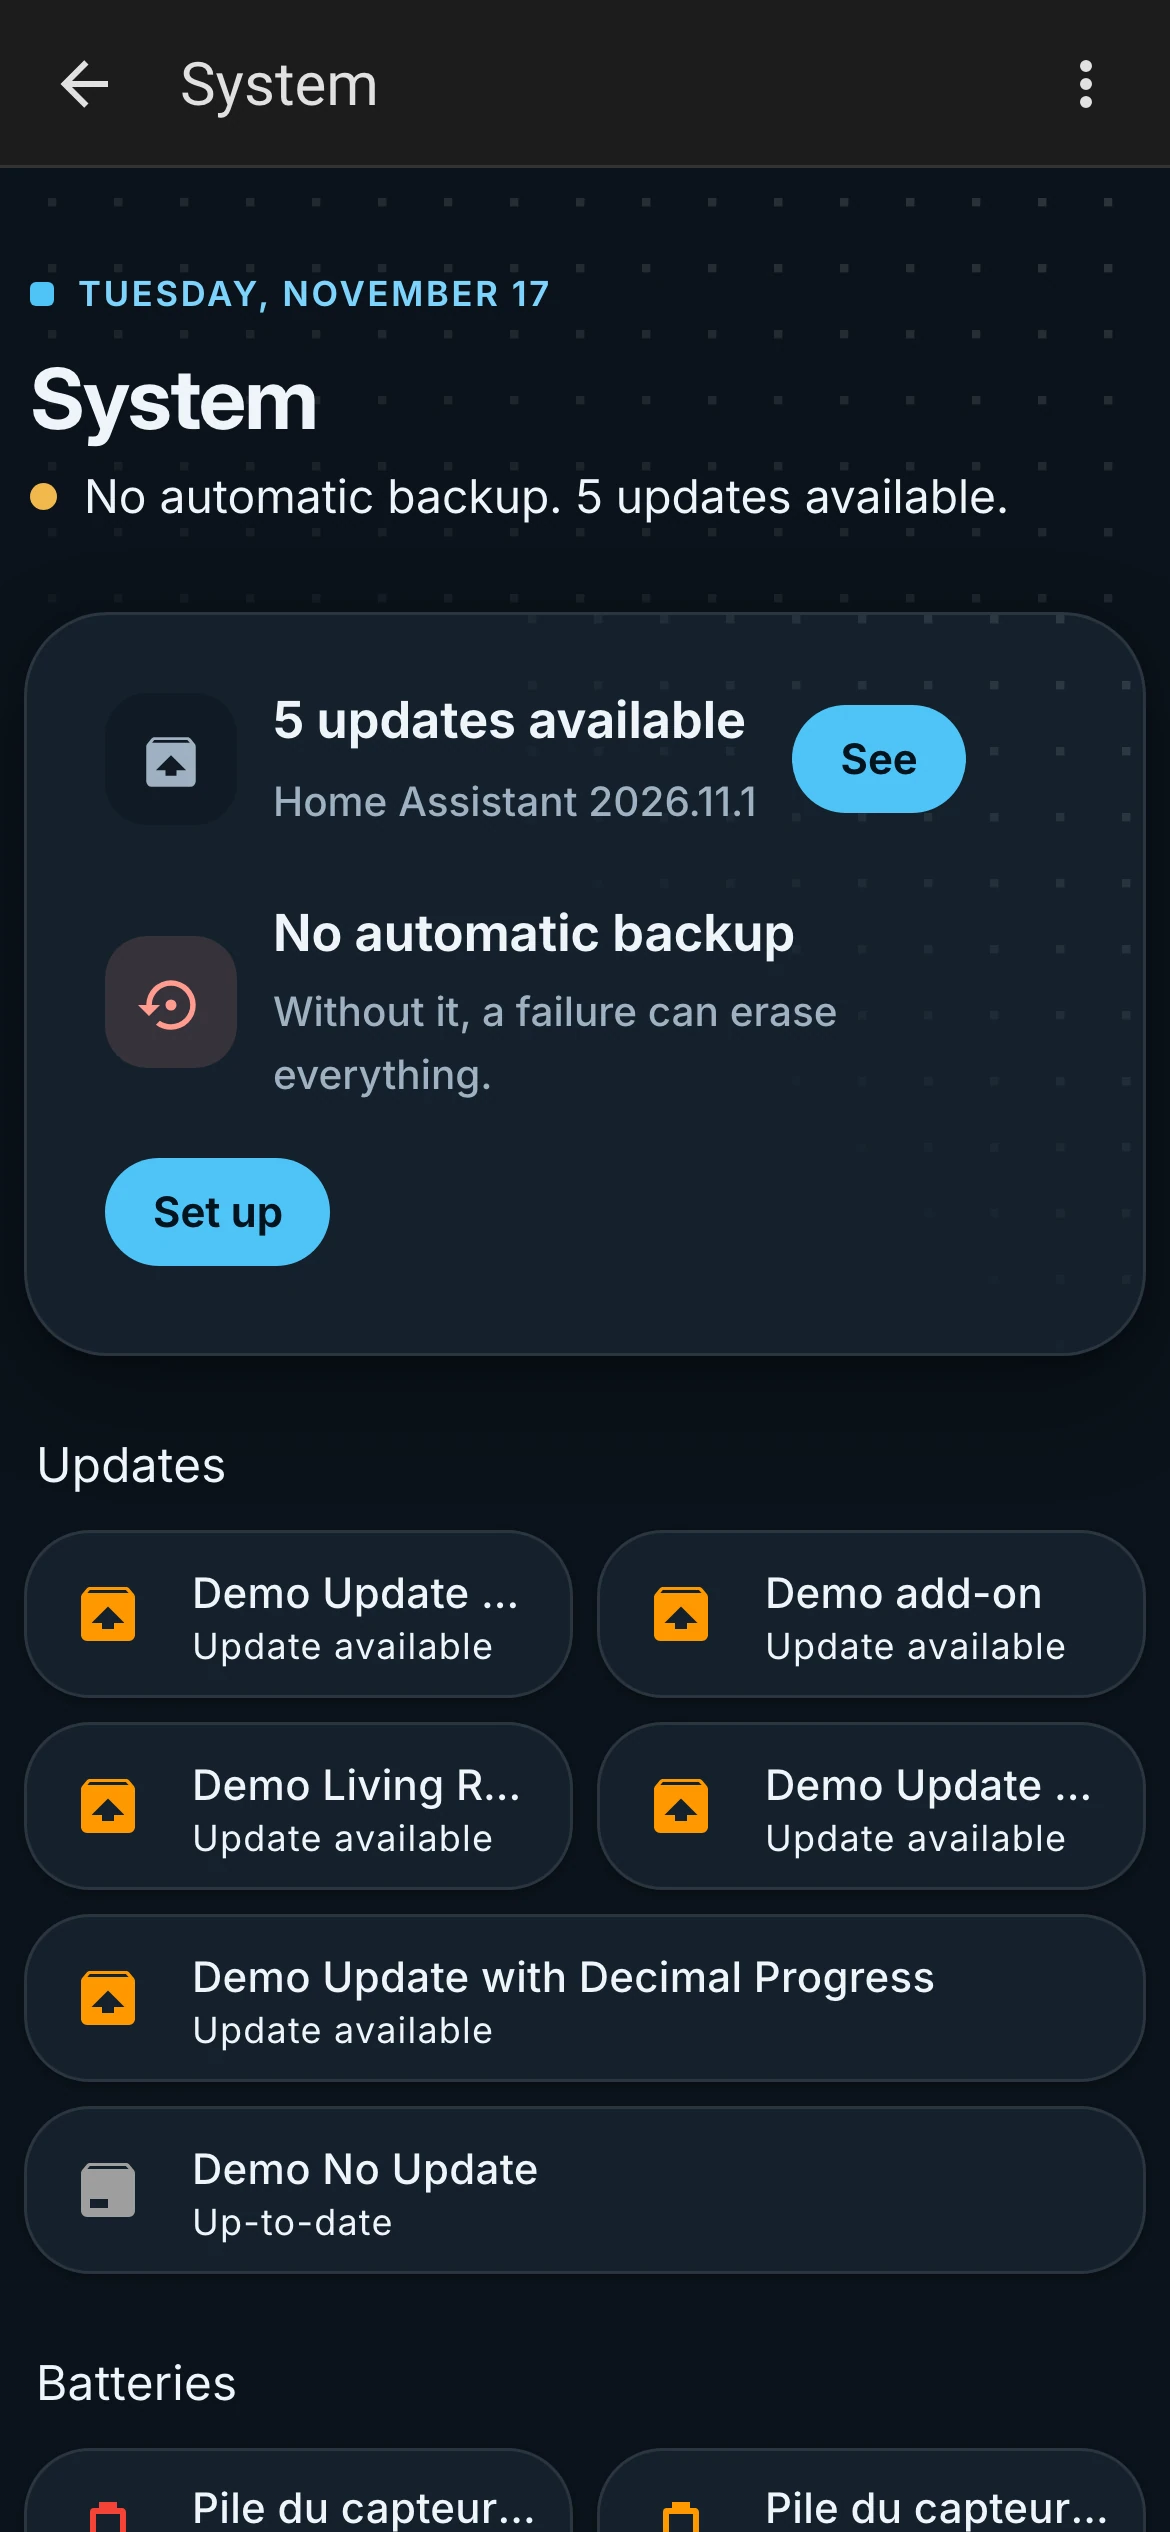 System
TUESDAY, NOVEMBER 17
System
No automatic backup. 5 updates available.
5 updates available
Home Assistant 2026.11.1
See
No automatic backup
Without it, a failure can erase
everything.
Set up
Updates
Demo Update ...
Update available
Demo add-on
Update available
Demo Living R...
Update available
Demo Update ...
Update available
Demo Update with Decimal Progress
Update available
Demo No Update
Up-to-date
Batteries
Pile du capteur...
Pile du capteur...